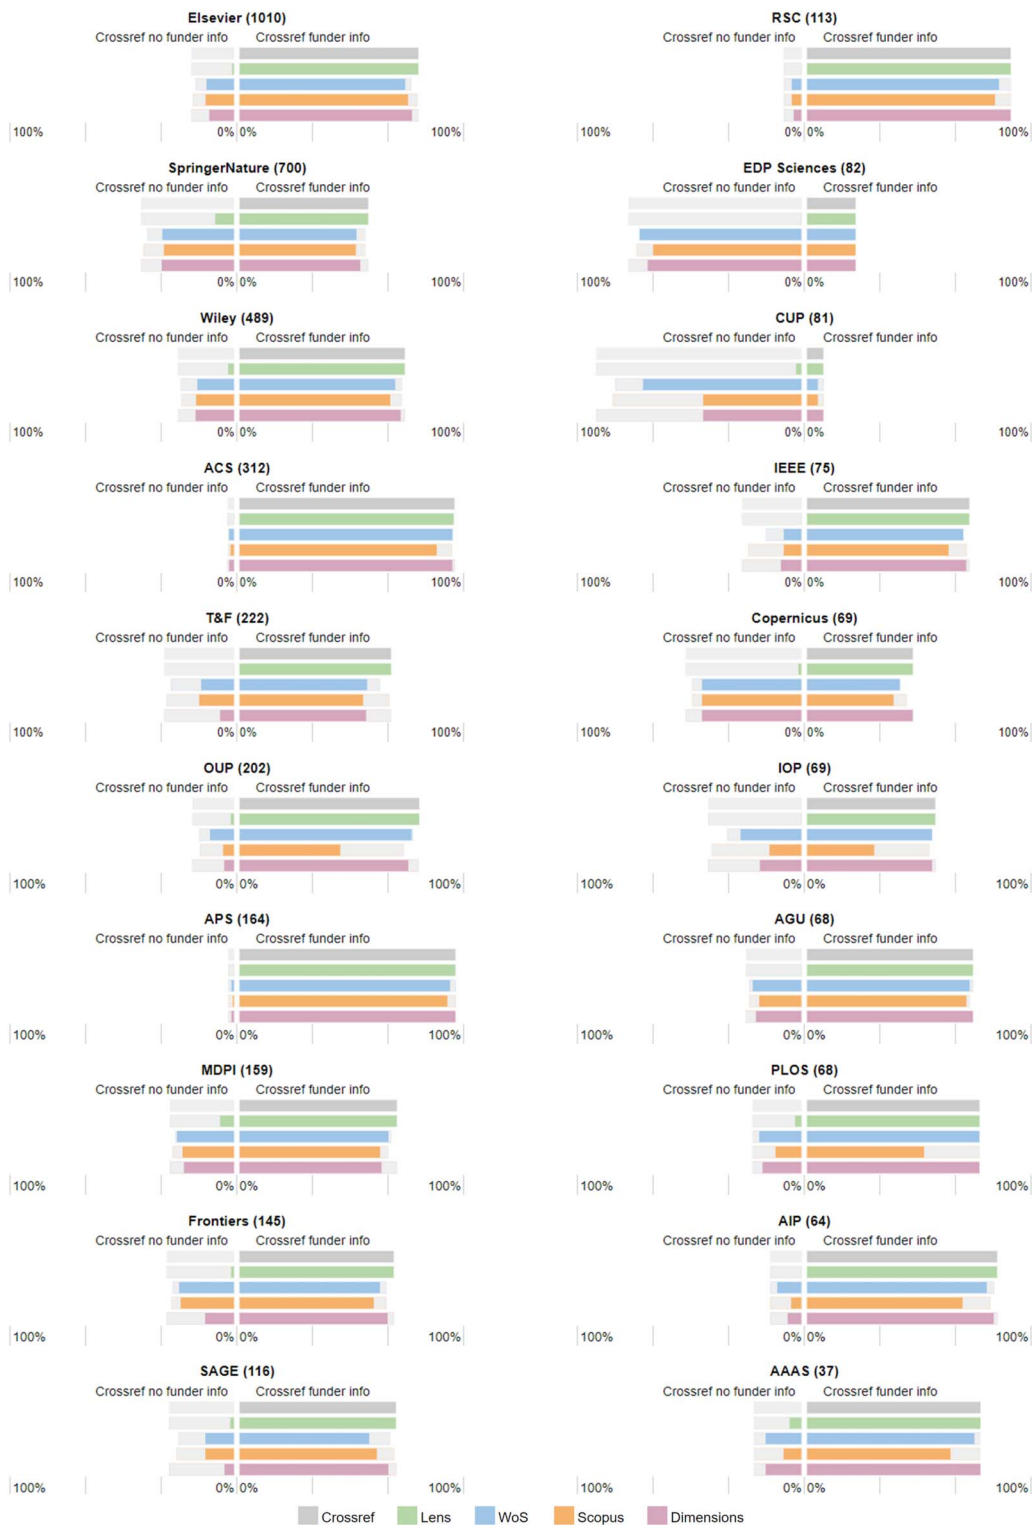 Elsevier (1010)
Crossref no funder info Crossref funder info
100% 0% 0% 100%
RSC (113)
Crossref no funder info Crossref funder info
100% 0% 0% 100%
SpringerNature (700)
Crossref no funder info Crossref funder info
100% 0% 0% 100%
EDP Sciences (82)
Crossref no funder info Crossref funder info
100% 0% 0% 100%
Wiley (489)
Crossref no funder info Crossref funder info
100% 0% 0% 100%
CUP (81)
Crossref no funder info Crossref funder info
100% 0% 0% 100%
ACS (312)
Crossref no funder info Crossref funder info
100% 0% 0% 100%
IEEE (75)
Crossref no funder info Crossref funder info
100% 0% 0% 100%
T&F (222)
Crossref no funder info Crossref funder info
100% 0% 0% 100%
Copernicus (69)
Crossref no funder info Crossref funder info
100% 0% 0% 100%
OUP (202)
Crossref no funder info Crossref funder info
100% 0% 0% 100%
IOP (69)
Crossref no funder info Crossref funder info
100% 0% 0% 100%
APS (164)
Crossref no funder info Crossref funder info
100% 0% 0% 100%
AGU (68)
Crossref no funder info Crossref funder info
100% 0% 0% 100%
MDPI (159)
Crossref no funder info Crossref funder info
100% 0% 0% 100%
PLOS (68)
Crossref no funder info Crossref funder info
100% 0% 0% 100%
Frontiers (145)
Crossref no funder info Crossref funder info
100% 0% 0% 100%
AIP (64)
Crossref no funder info Crossref funder info
100% 0% 0% 100%
SAGE (116)
Crossref no funder info Crossref funder info
100% 0% 0% 100%
AAAS (37)
Crossref no funder info Crossref funder info
100% 0% 0% 100%
Crossref Lens WoS Scopus Dimensions